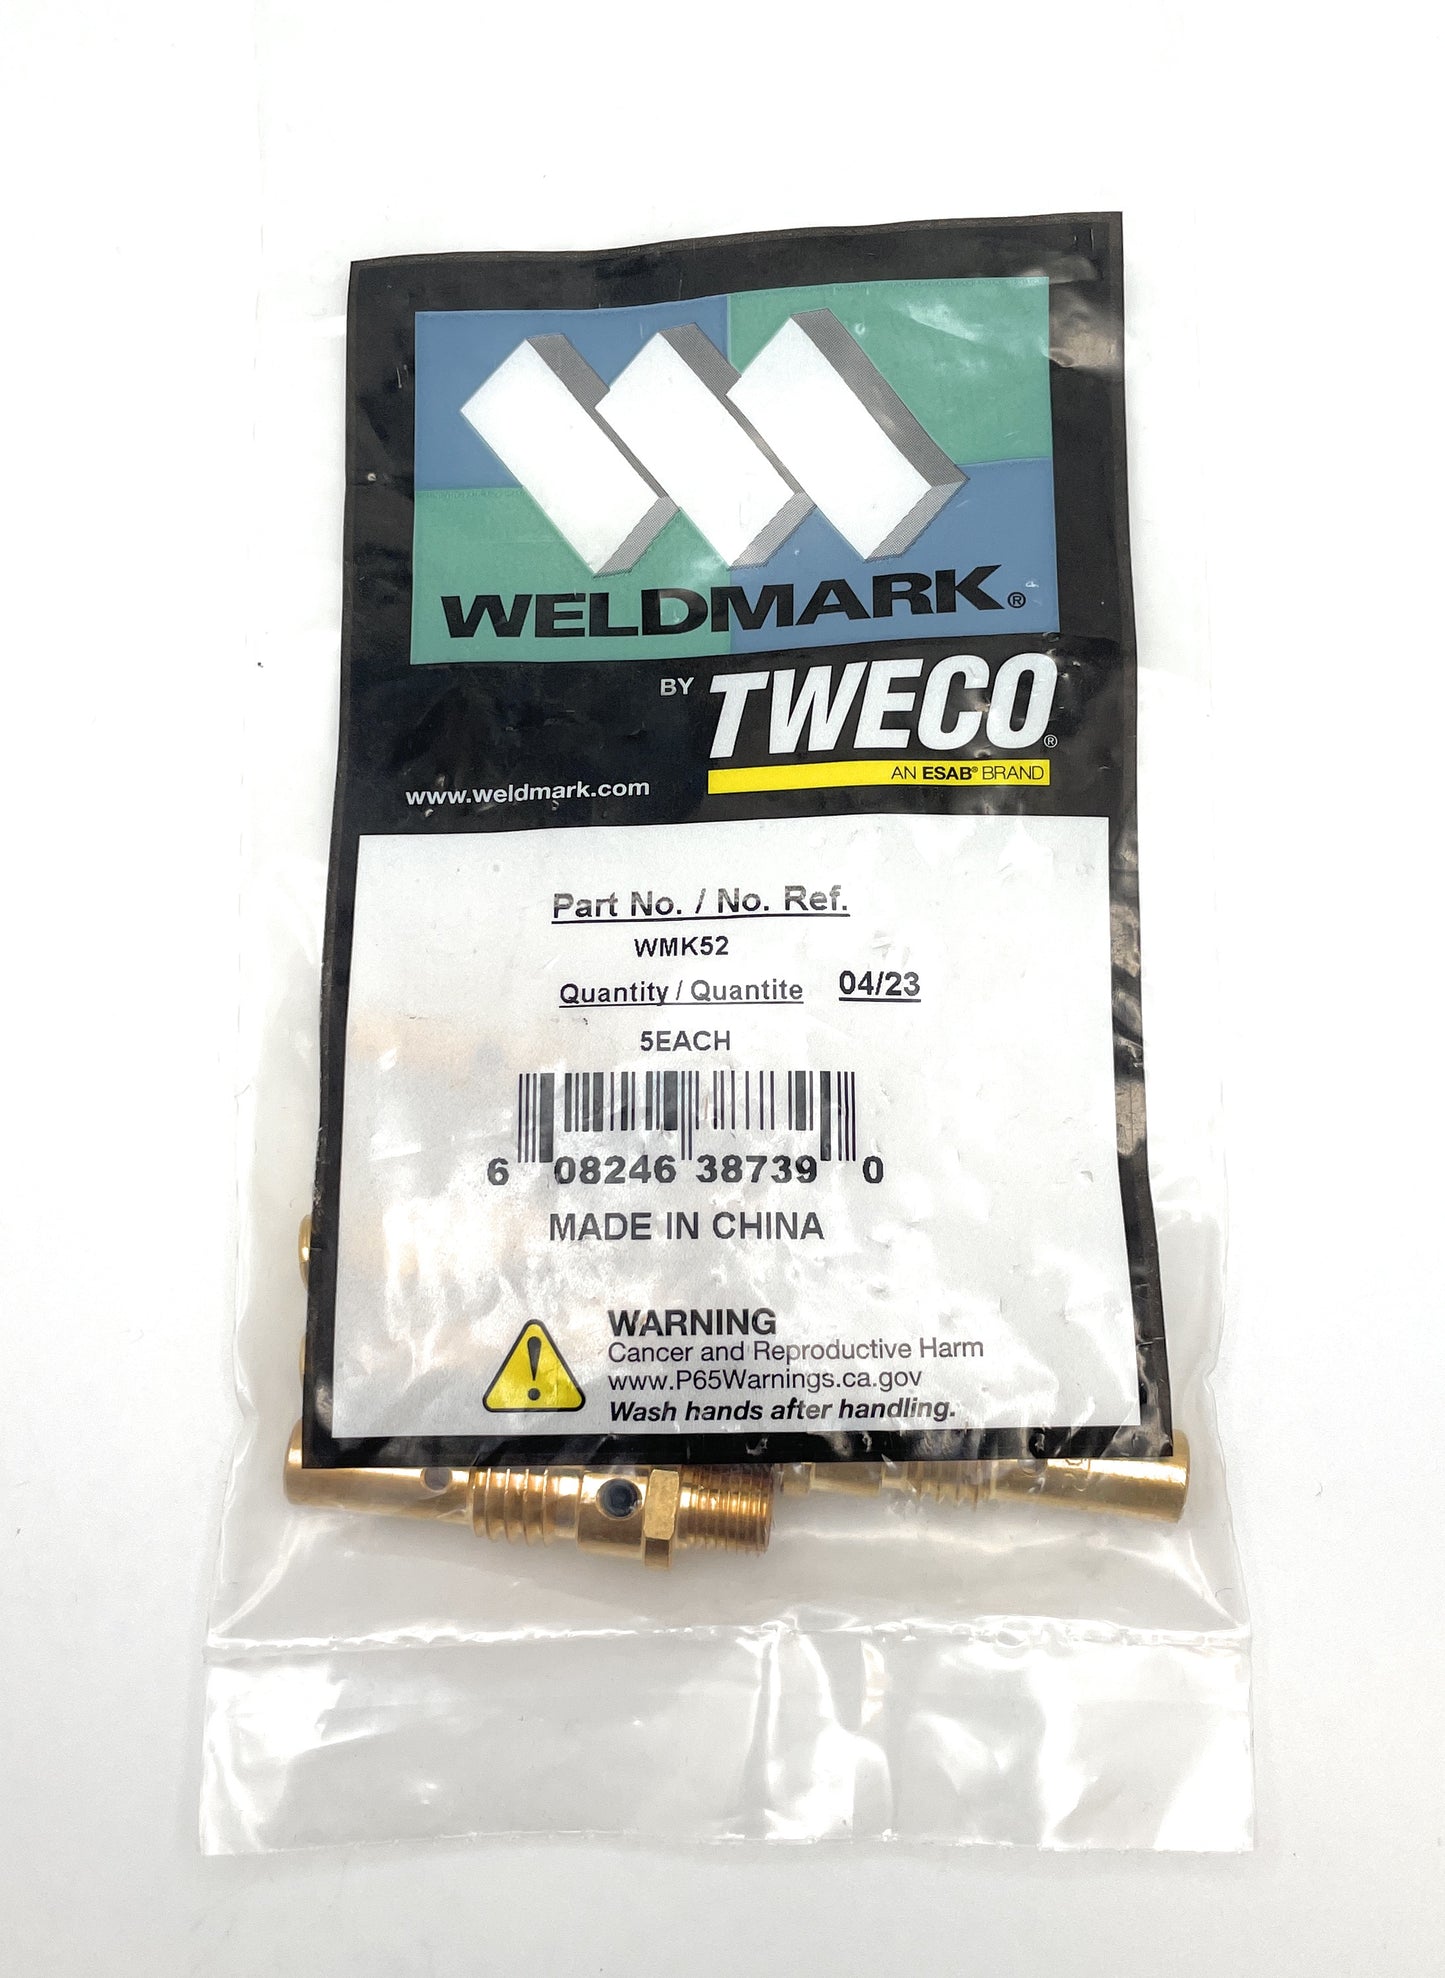 WELDMARK®
BY TWECO®
AN ESAB® BRAND
www.weldmark.com
Part No. / No. Ref.
WMK52
Quantity / Quantite 04/23
5EACH
6 08246 38739 0
MADE IN CHINA
WARNING
Cancer and Reproductive Harm
www.P65Warnings.ca.gov
Wash hands after handling.